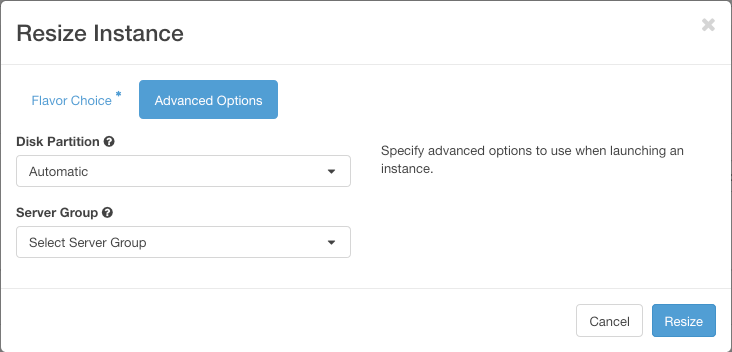 Resize Instance
Flavor Choice *
Advanced Options
Disk Partition
Automatic
Specify advanced options to use when launching an
instance.
Server Group
Select Server Group
Cancel
Resize